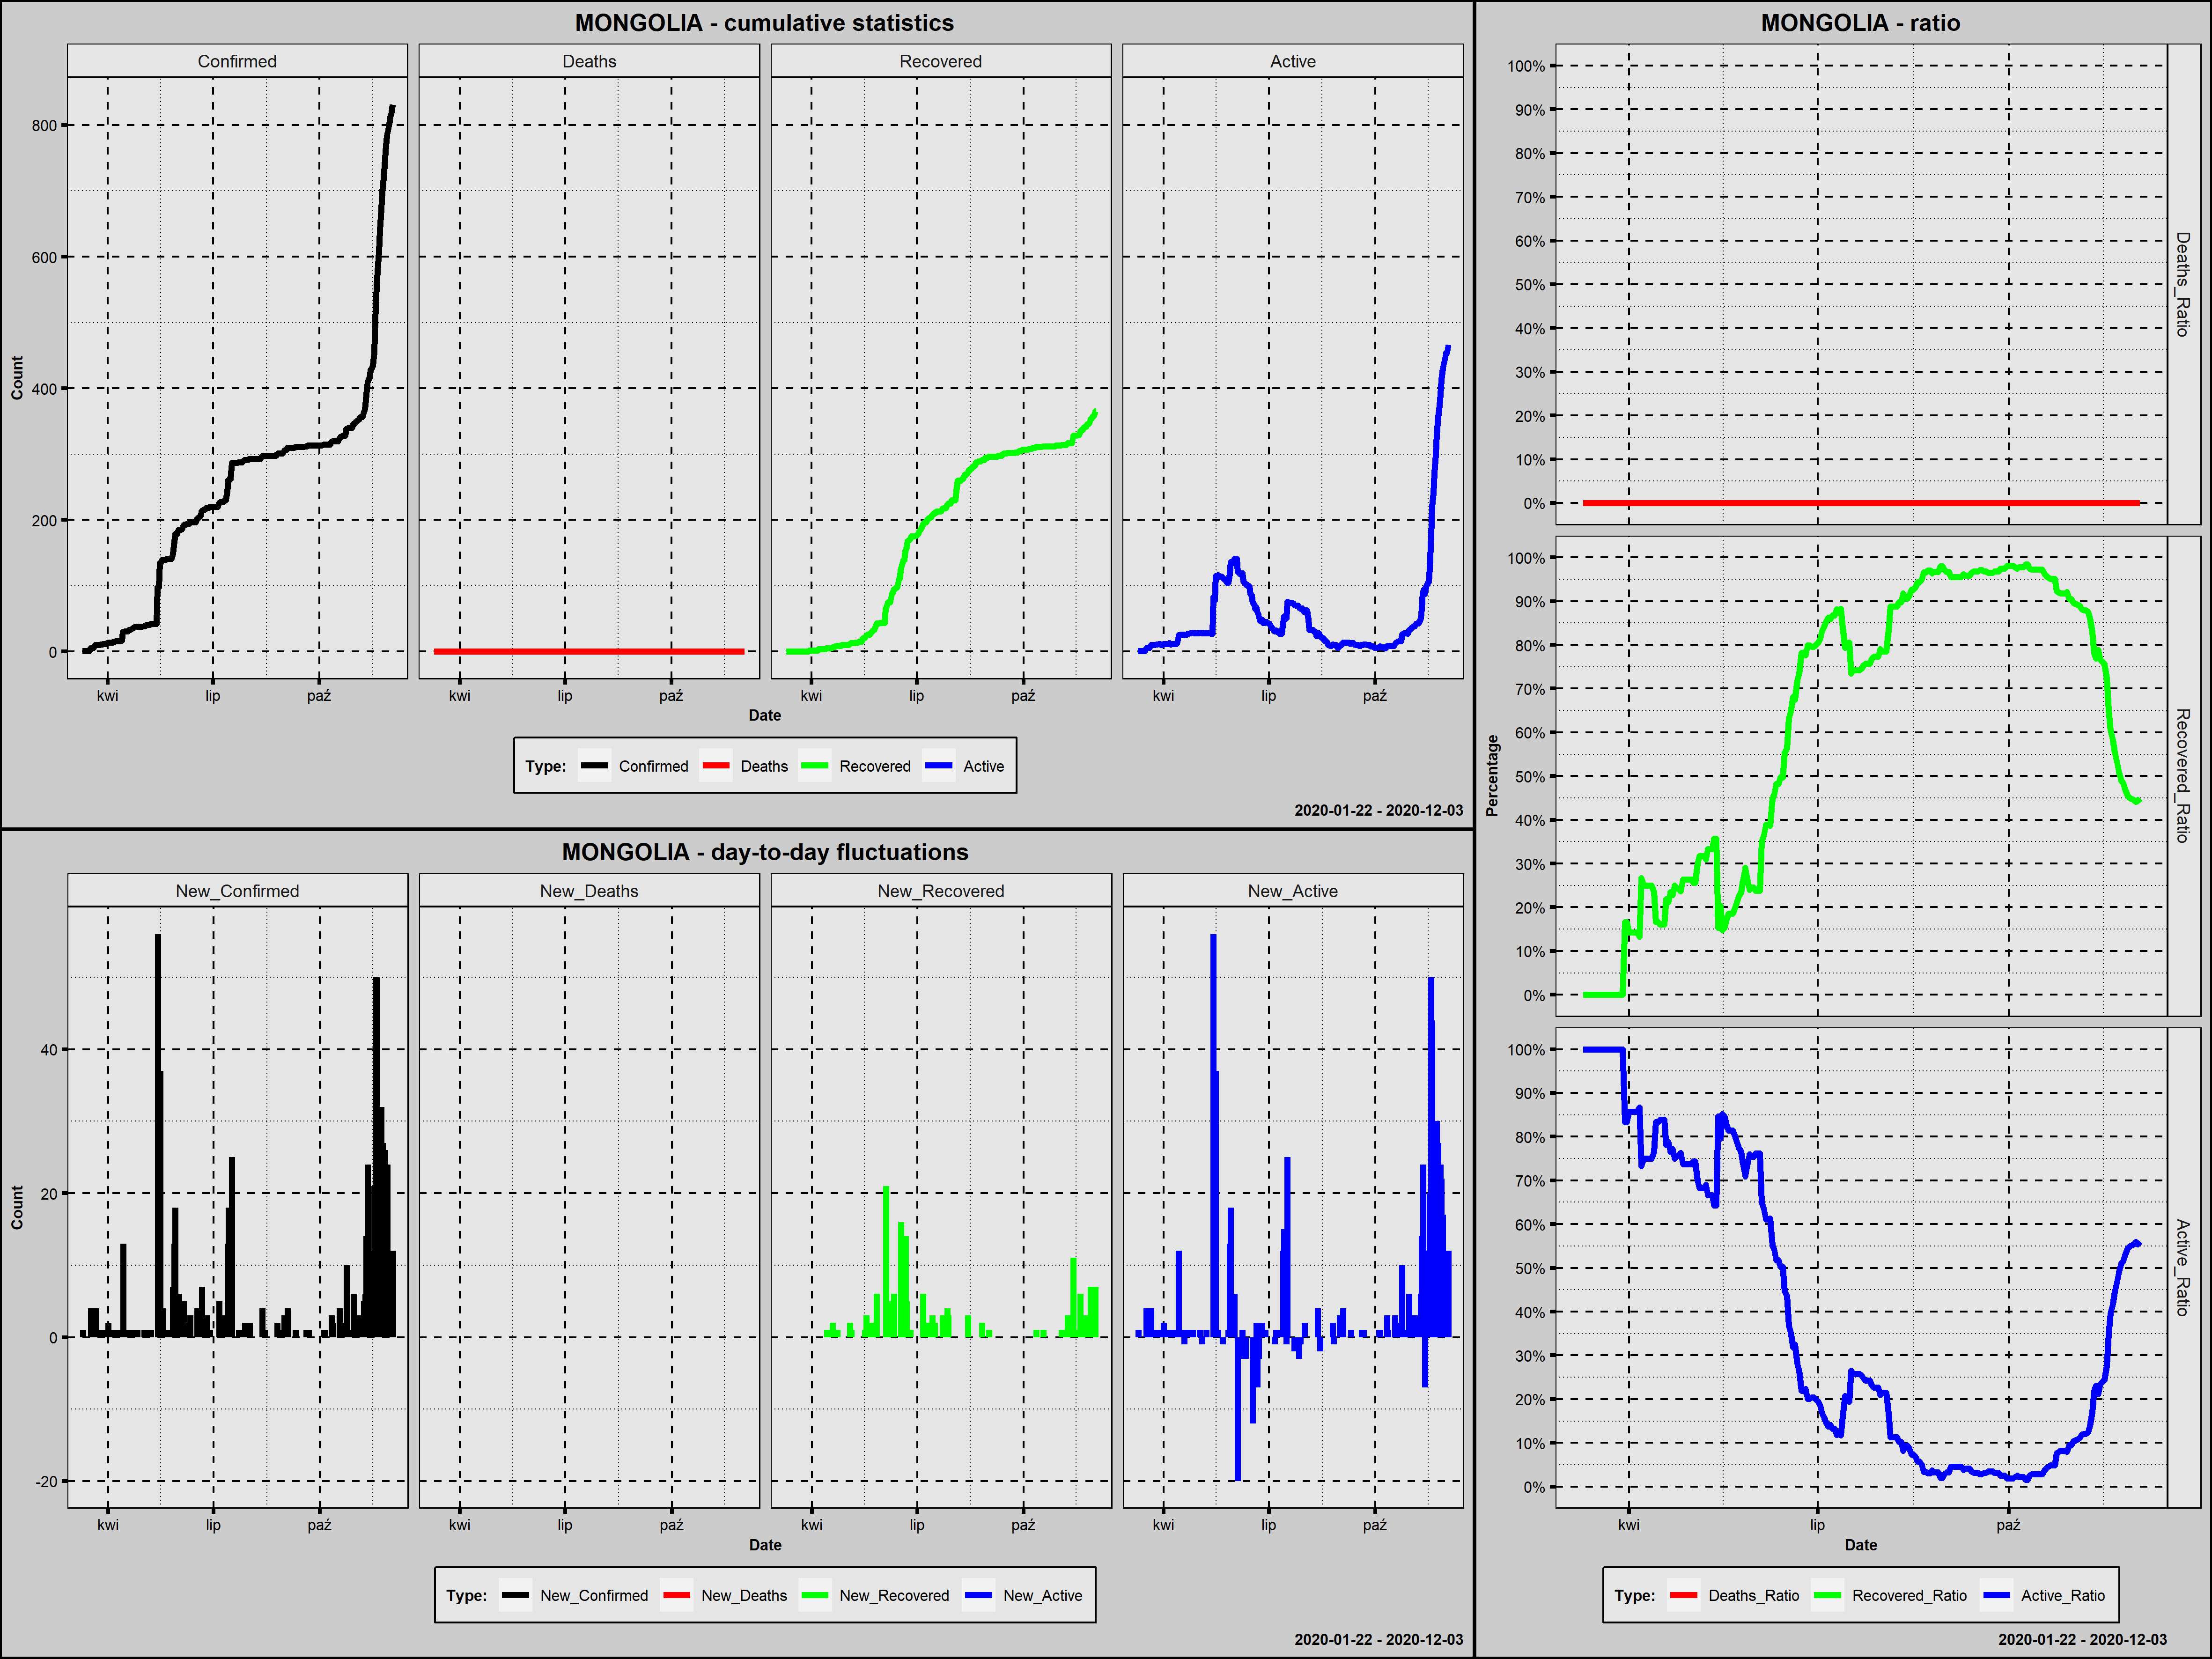 MONGOLIA - cumulative statistics
Confirmed Deaths Recovered Active
800
600
400
200
0
Count
kwi lip paź kwi lip paź kwi lip paź kwi lip paź
Date
Type: Confirmed Deaths Recovered Active
2020-01-22 - 2020-12-03
MONGOLIA - day-to-day fluctuations
New_Confirmed New_Deaths New_Recovered New_Active
40
20
0
-20
Count
kwi lip paź kwi lip paź kwi lip paź kwi lip paź
Date
Type: New_Confirmed New_Deaths New_Recovered New_Active
2020-01-22 - 2020-12-03
MONGOLIA - ratio
100%
90%
80%
70%
60%
50%
40%
30%
20%
10%
0%
Deaths_Ratio
100%
90%
80%
70%
60%
50%
40%
30%
20%
10%
0%
Recovered_Ratio
Percentage
100%
90%
80%
70%
60%
50%
40%
30%
20%
10%
0%
Active_Ratio
kwi lip paź
Date
Type: Deaths_Ratio Recovered_Ratio Active_Ratio
2020-01-22 - 2020-12-03